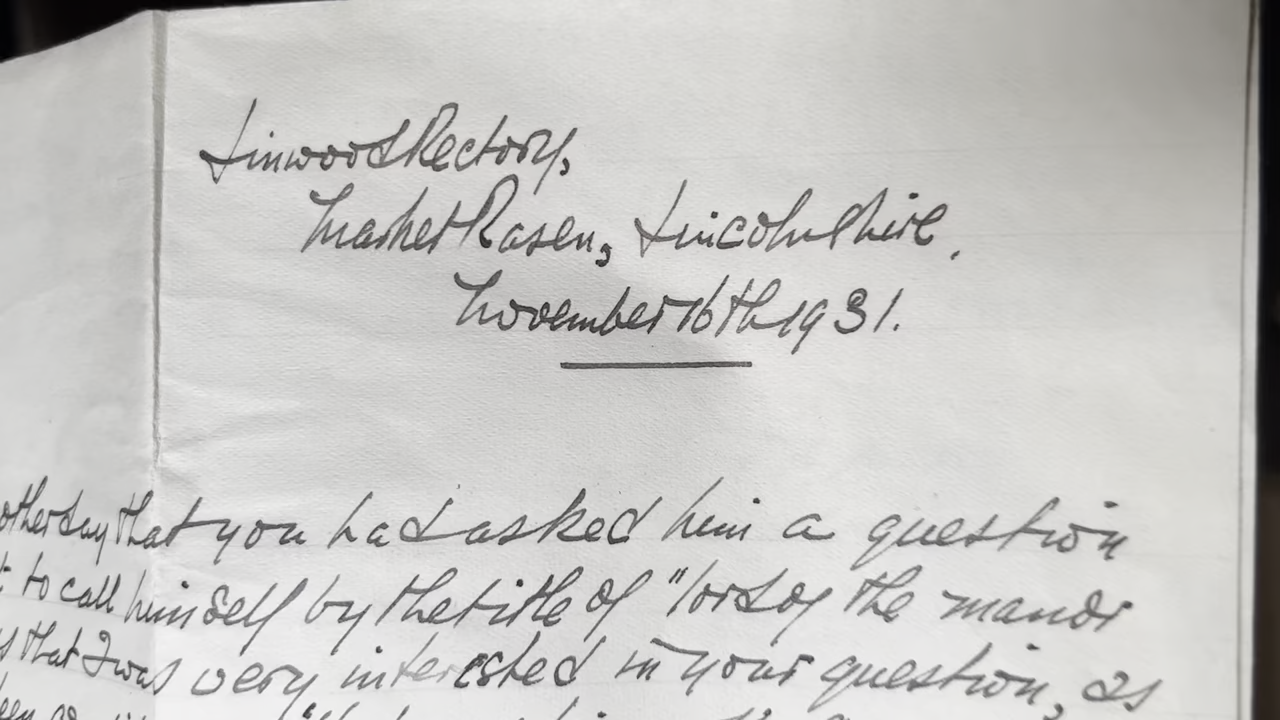 Linwood Rectory,
Market Rasen, Lincolnshire.
November 16th 1931.
other day that you had asked him a question
to call himself by the title of "lord of the manor
that I was very interested in your question, as